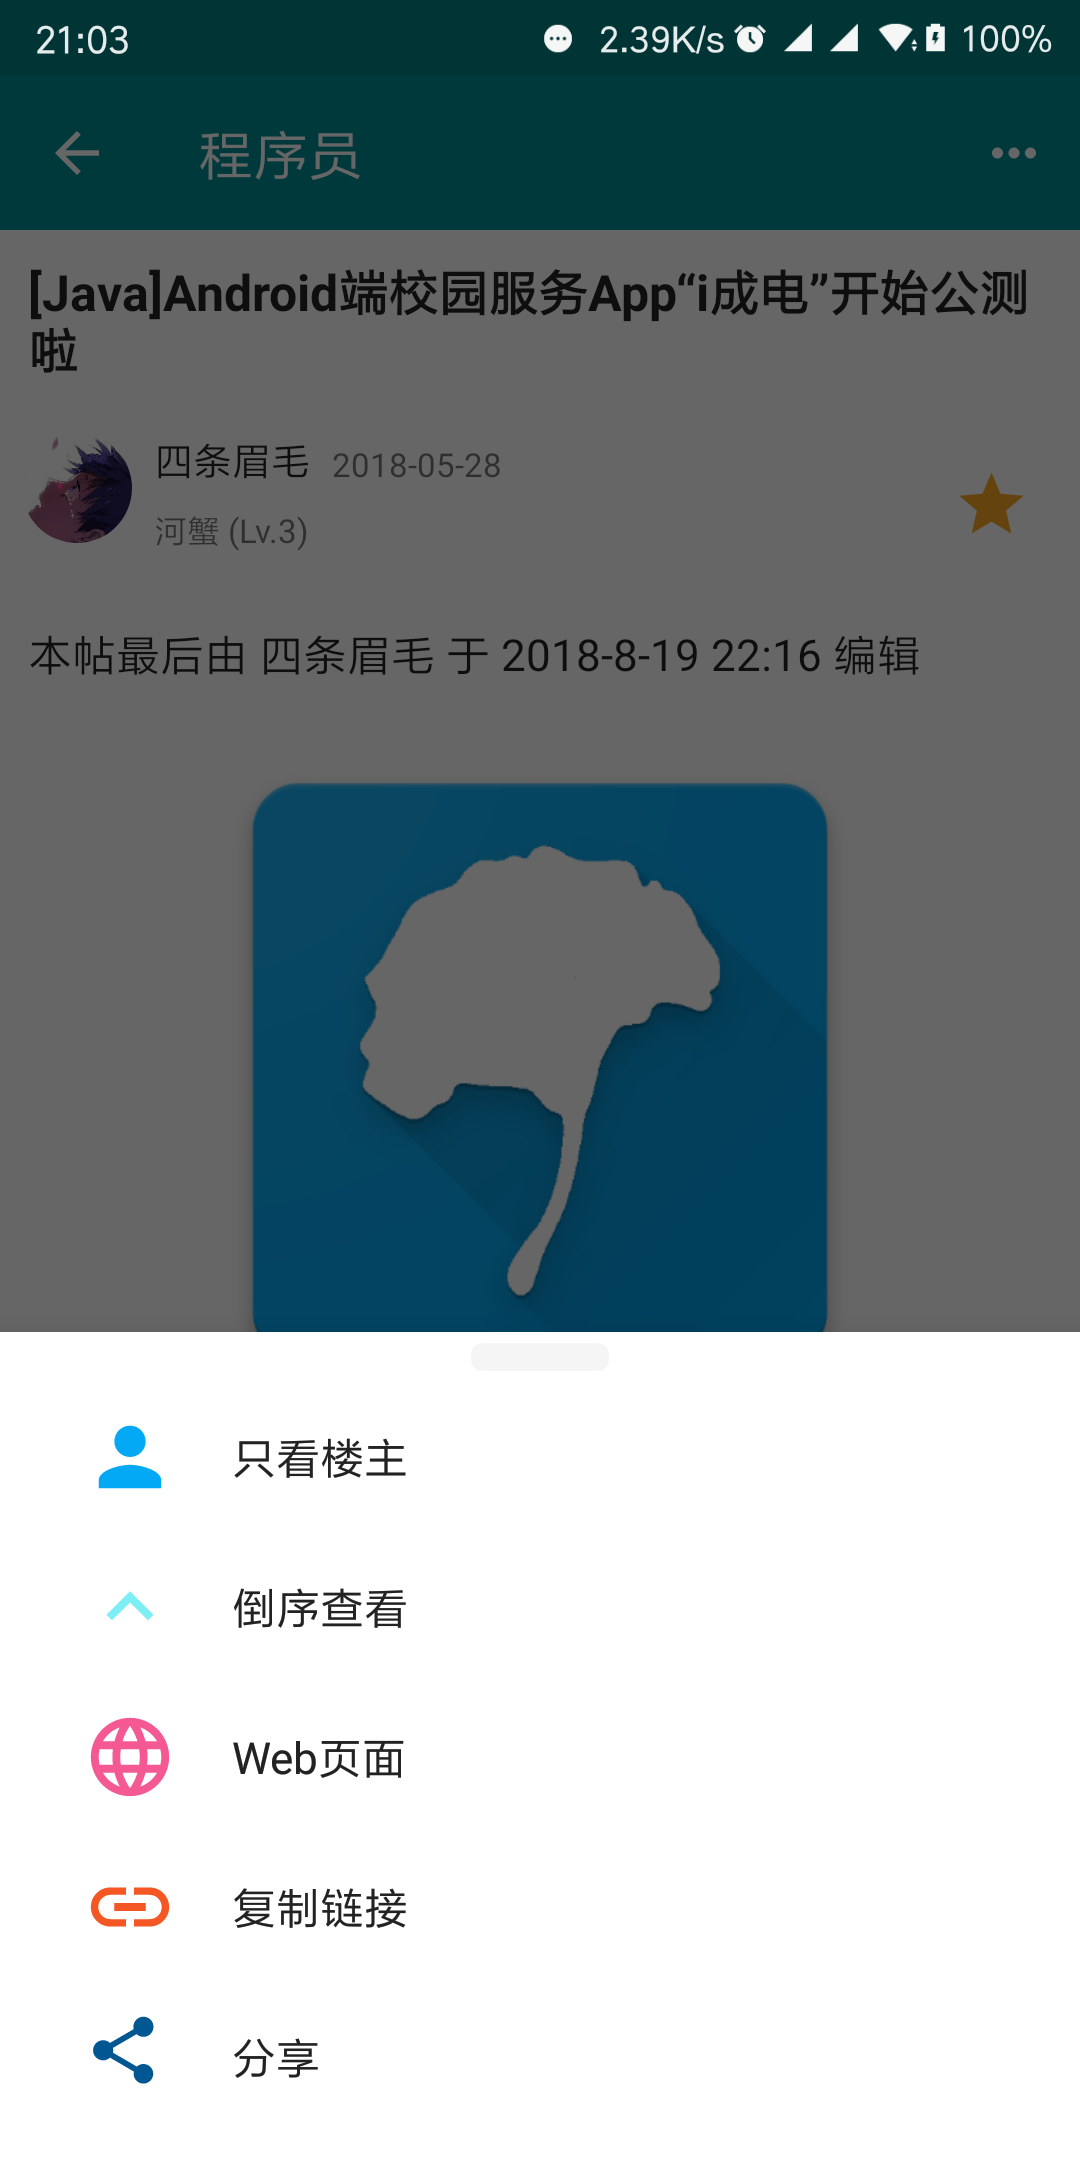 21:03 2.39K/s 100%
程序员
[Java]Android端校园服务App“i成电”开始公测
啦
四条眉毛 2018-05-28
河蟹 (Lv.3)
本帖最后由 四条眉毛 于 2018-8-19 22:16 编辑
只看楼主
倒序查看
Web页面
复制链接
分享